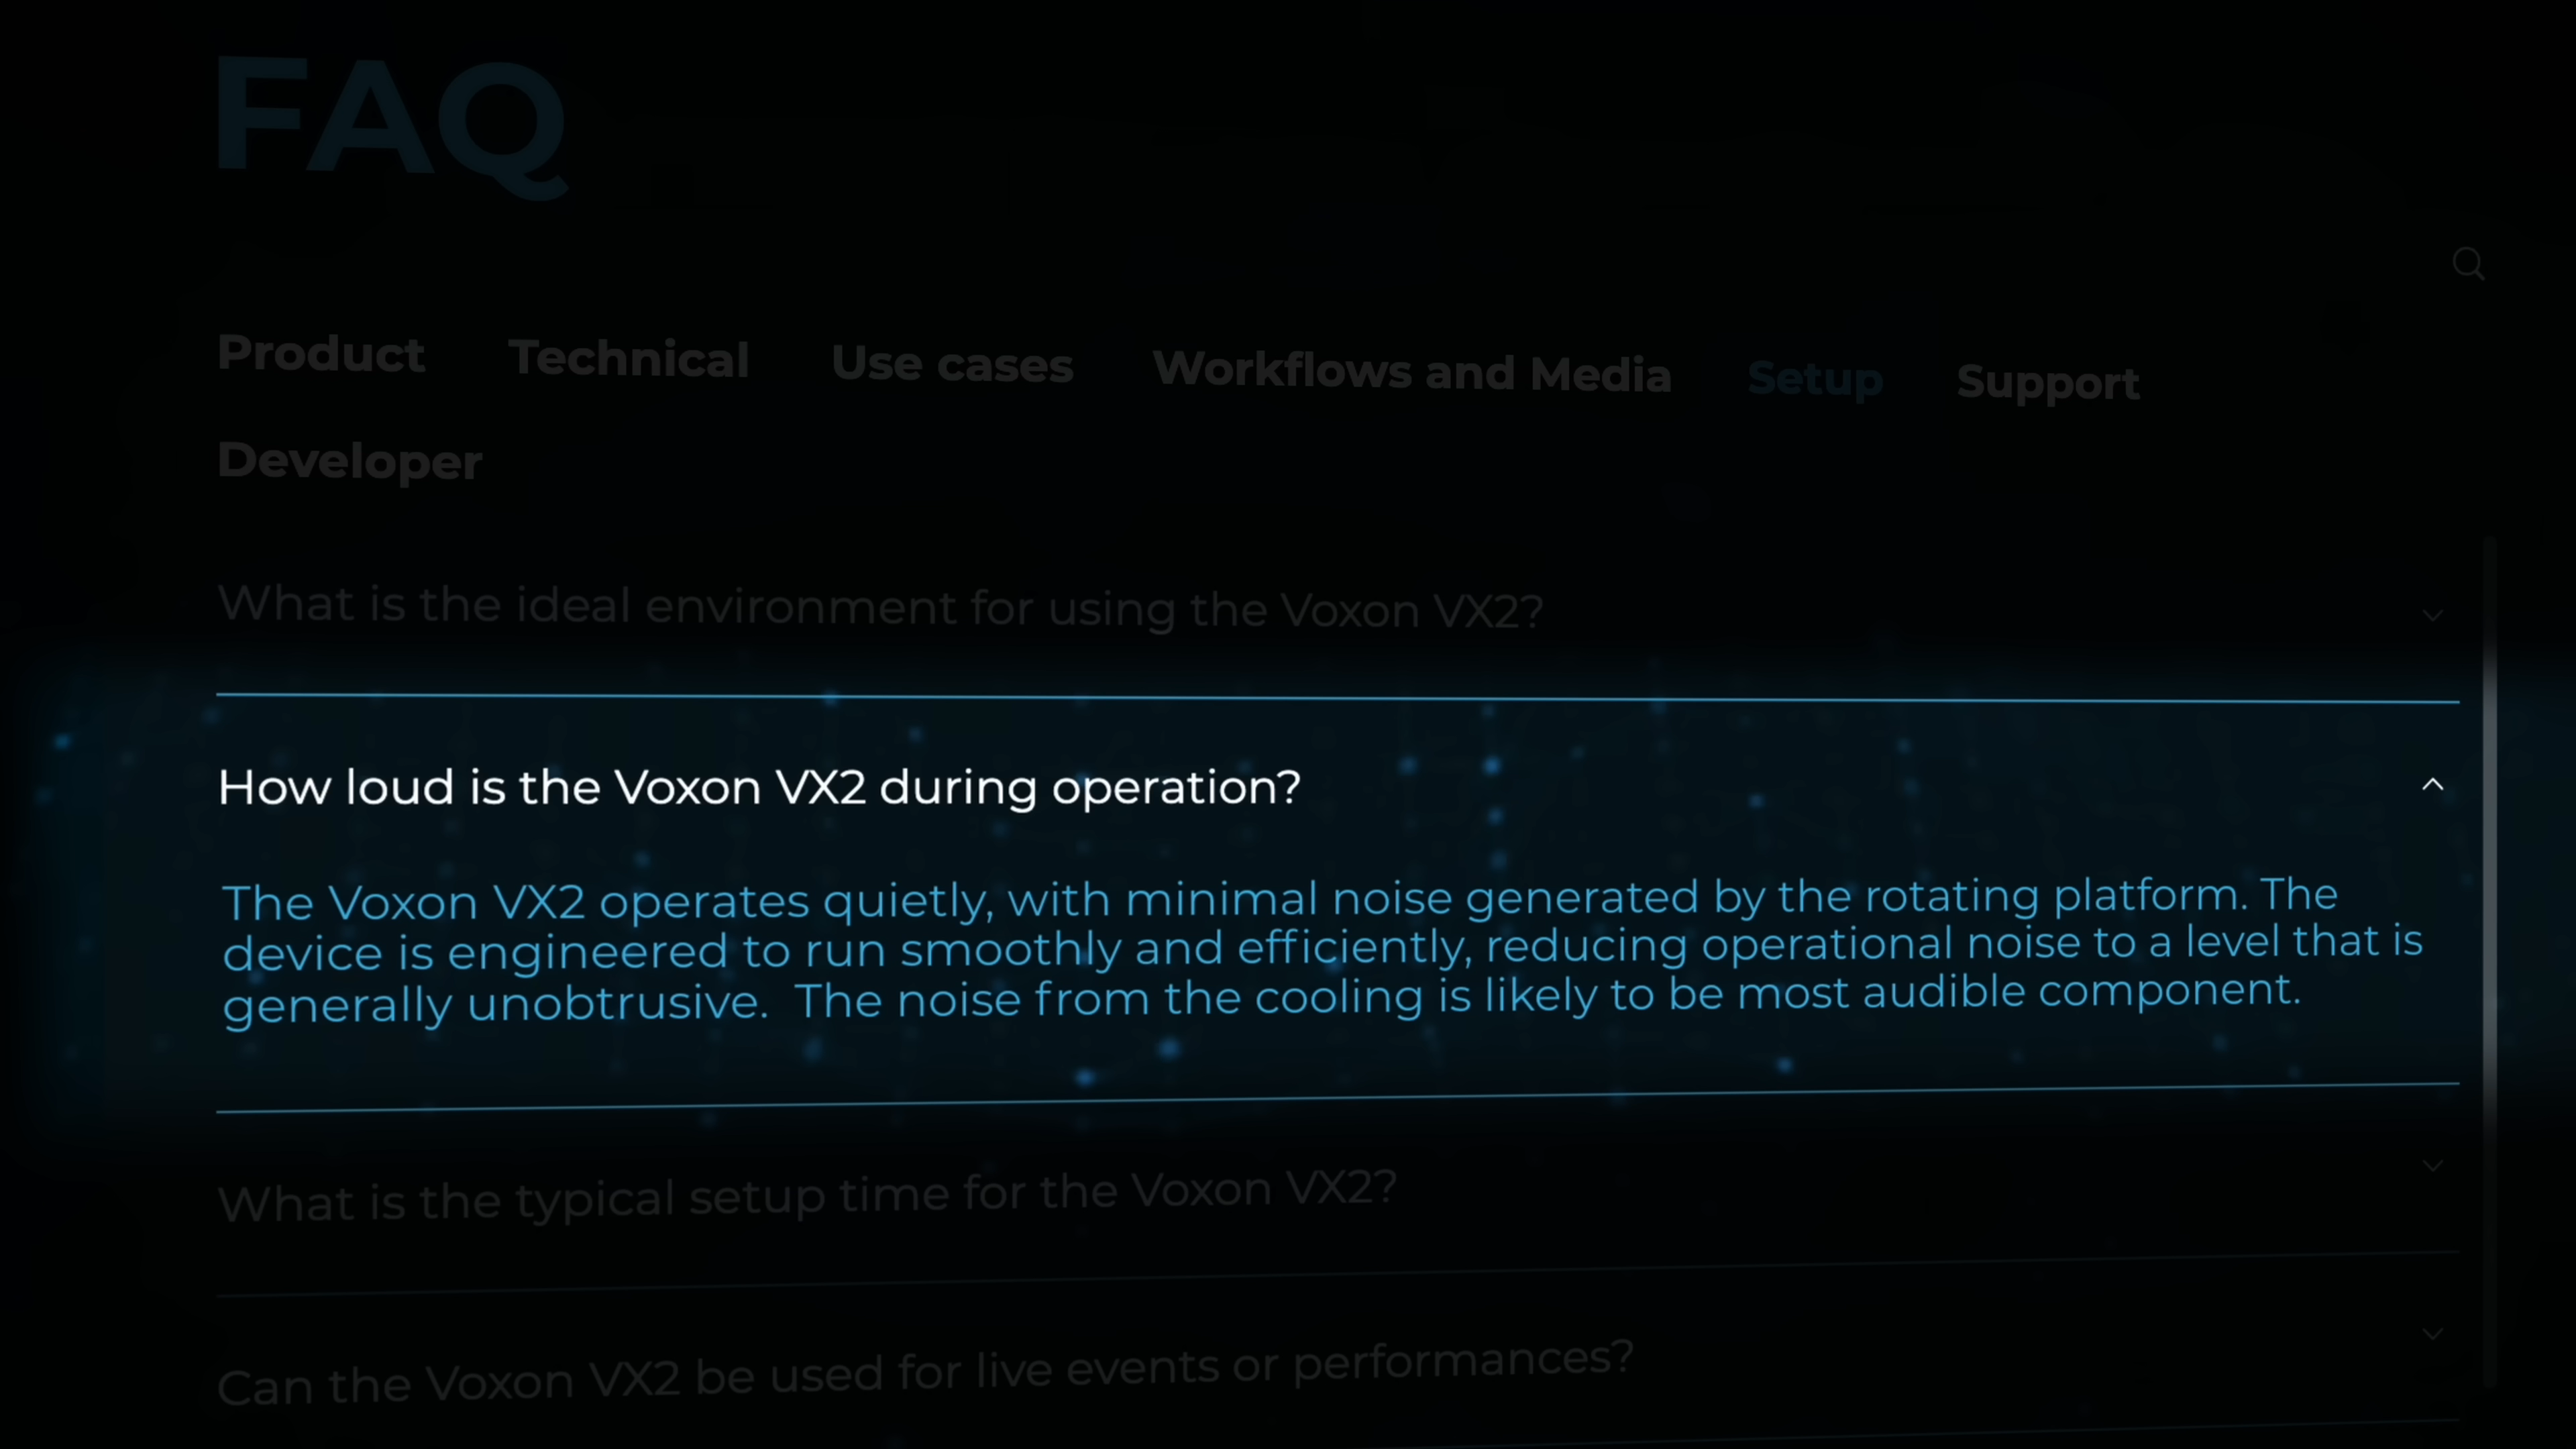 FAQ
Product Technical Use cases Workflows and Media Setup Support
Developer
What is the ideal environment for using the Voxon VX2?
How loud is the Voxon VX2 during operation?
The Voxon VX2 operates quietly, with minimal noise generated by the rotating platform. The
device is engineered to run smoothly and efficiently, reducing operational noise to a level that is
generally unobtrusive.  The noise from the cooling is likely to be most audible component.
What is the typical setup time for the Voxon VX2?
Can the Voxon VX2 be used for live events or performances?